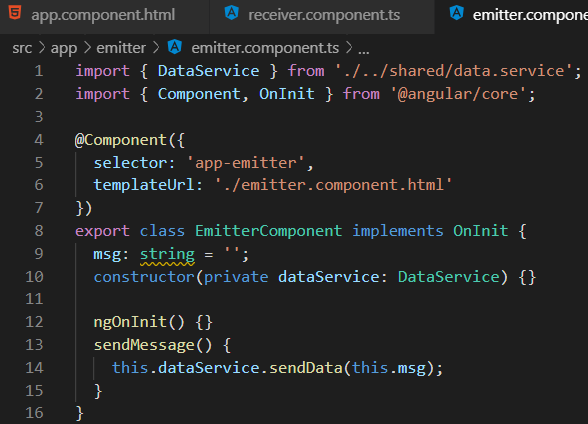 app.component.html receiver.component.ts emitter.compone
src > app > emitter > emitter.component.ts > ...
1 import { DataService } from './../shared/data.service';
2 import { Component, OnInit } from '@angular/core';
3
4 @Component({
5 selector: 'app-emitter',
6 templateUrl: './emitter.component.html'
7 })
8 export class EmitterComponent implements OnInit {
9 msg: string = '';
10 constructor(private dataService: DataService) {}
11
12 ngOnInit() {}
13 sendMessage() {
14 this.dataService.sendData(this.msg);
15 }
16 }